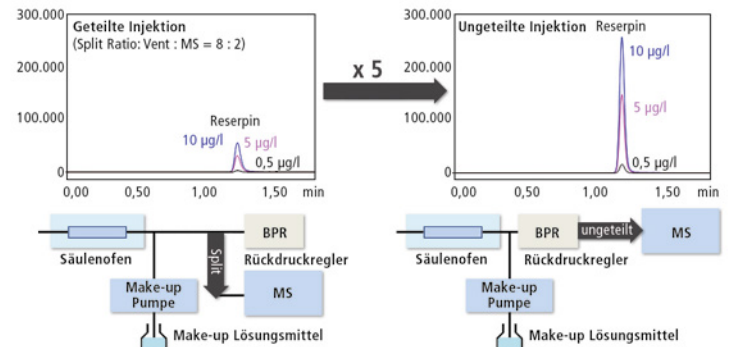 300.000
200.000
100.000
0
Geteilte Injektion
(Split Ratio: Vent : MS = 8 : 2)
Reserpin
10 µg/l
5 µg/l
0,5 µg/l
0,00 0,50 1,00 1,50 min
x 5
300.000
200.000
100.000
0
Ungeteilte Injektion
Reserpin
10 µg/l
5 µg/l
0,5 µg/l
0,00 0,50 1,00 1,50 min
Säulenofen
BPR
Rückdruckregler
Split
Make-up
Pumpe
MS
Make-up Lösungsmittel
Säulenofen
BPR
Rückdruckregler
ungeteilt
MS
Make-up
Pumpe
Make-up Lösungsmittel